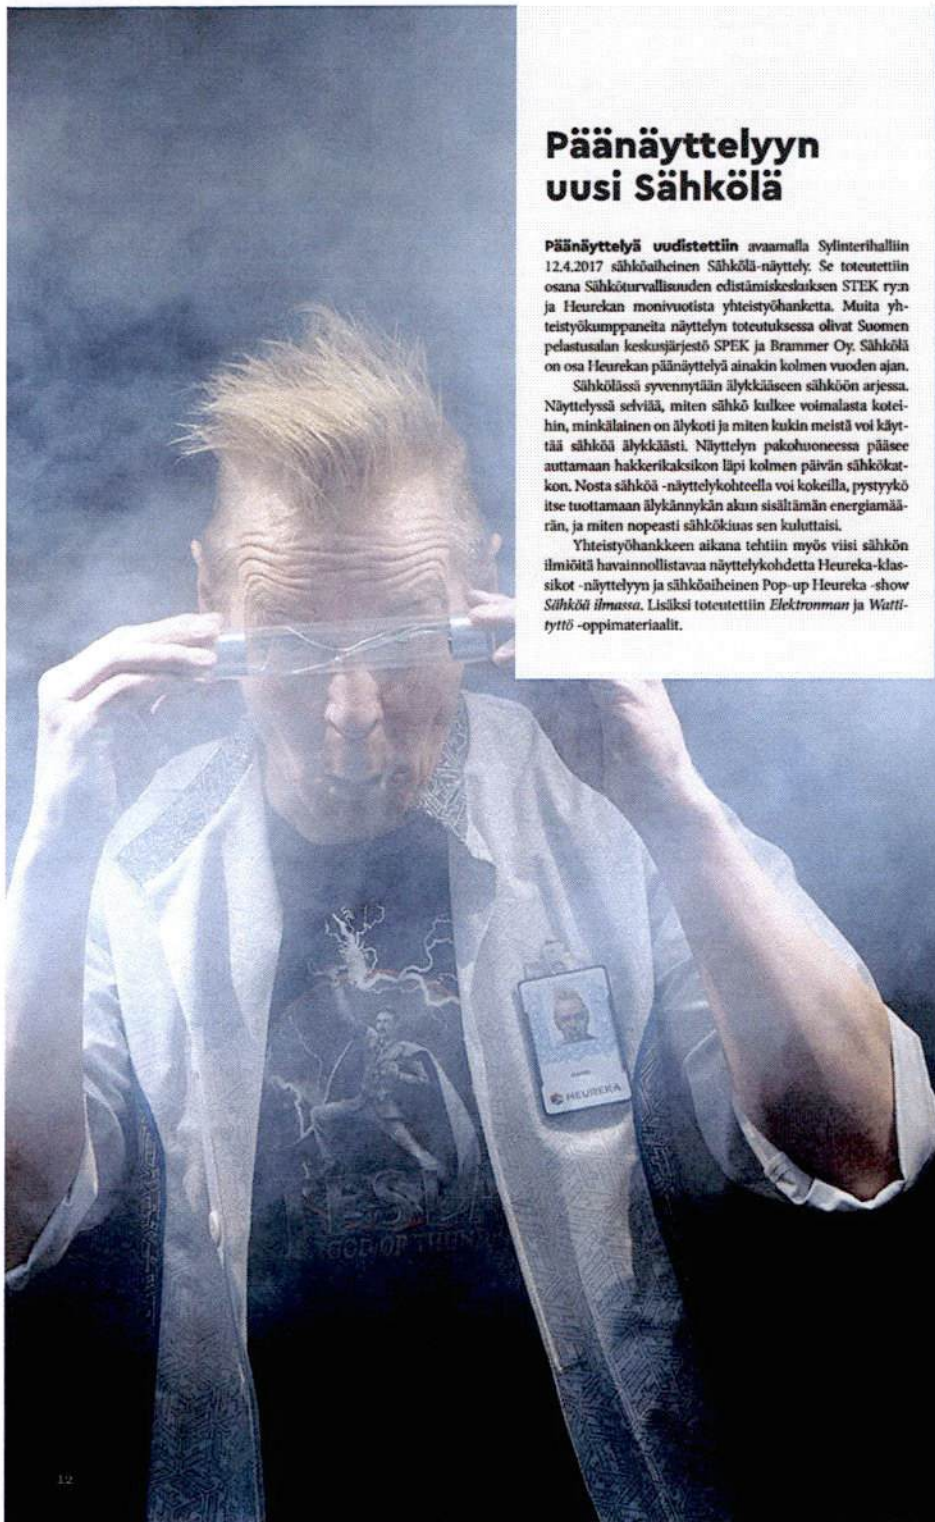 Päänäyttelyyn
uusi Sähkölä
Päänäyttelyä uudistettiin avaamalla Sylinterihalliin
12.4.2017 sähköaiheinen Sähkölä-näyttely. Se toteutettiin
osana Sähköturvallisuuden edistämiskeskuksen STEK ry:n
ja Heurekan monivuotista yhteistyöhanketta. Muita yh-
teistyökumppaneita näyttelyn toteutuksessa olivat Suomen
pelastusalan keskusjärjestö SPEK ja Brammer Oy. Sähkölä
on osa Heurekan päänäyttelyä ainakin kolmen vuoden ajan.
Sähkölässä syvennytään älykkääseen sähköön arjessa.
Näyttelyssä selviää, miten sähkö kulkee voimalasta kotei-
hin, minkälainen on älykoti ja miten kukin meistä voi käyt-
tää sähköä älykkäästi. Näyttelyn pakohuoneessa pääsee
auttamaan hakkerikaksikon läpi kolmen päivän sähkökat-
kon. Nosta sähköä -näyttelykohteella voi kokeilla, pystyykö
itse tuottamaan älykännykän akun sisältämän energiamää-
rän, ja miten nopeasti sähkökiuas sen kuluttaisi.
Yhteistyöhankkeen aikana tehtiin myös viisi sähkön
ilmiöitä havainnollistavaa näyttelykohdetta Heureka-klas-
sikot -näyttelyyn ja sähköaiheinen Pop-up Heureka -show
Sähköä ilmassa. Lisäksi toteutettiin Elektronman ja Watti-
tyttö -oppimateriaalit.
HEUREKA
TESLA
GOD OF THUN
12